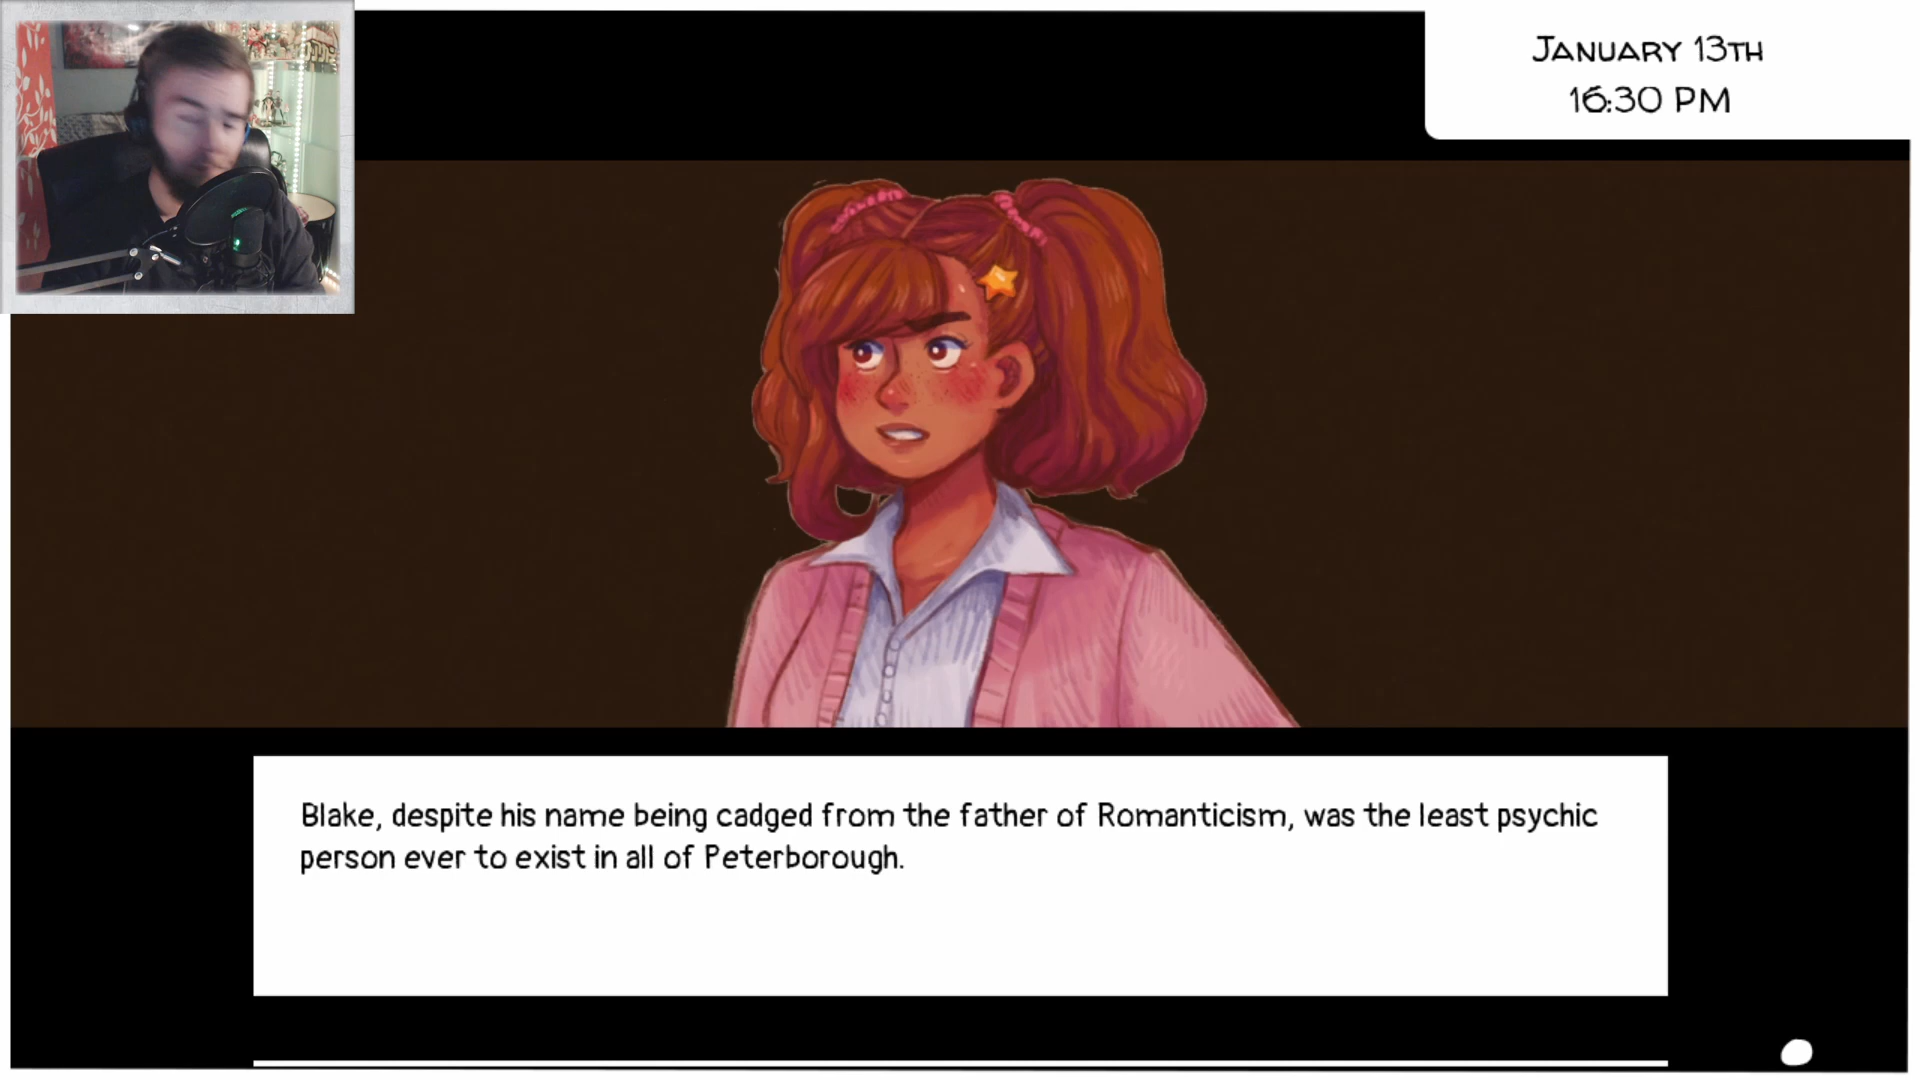 January 13th
16:30 PM
Blake, despite his name being cadged from the father of Romanticism, was the least psychic
person ever to exist in all of Peterborough.